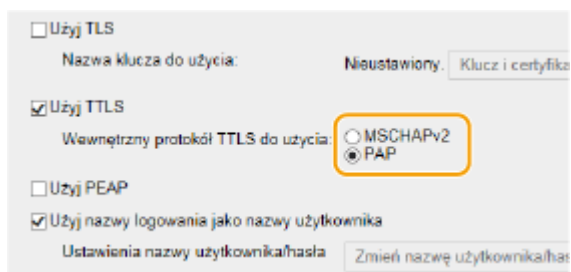 Użyj TLS
Nazwa klucza do użycia: Nieustawiony. Klucz i certyfika
Użyj TTLS
Wewnętrzny protokół TTLS do użycia: MSCHAPv2
PAP
Użyj PEAP
Użyj nazwy logowania jako nazwy użytkownika
Ustawienia nazwy użytkownika/hasła Zmień nazwę użytkownika/has